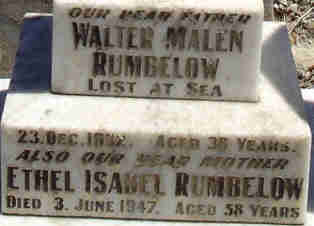 OUR DEAR FATHER
WALTER MALEN
RUMBELOW
LOST AT SEA
23. DEC. AGED 38 YEARS.
ALSO OUR DEAR MOTHER
ETHEL ISABEL RUMBELOW
DIED 3. JUNE 1947. AGED 58 YEARS